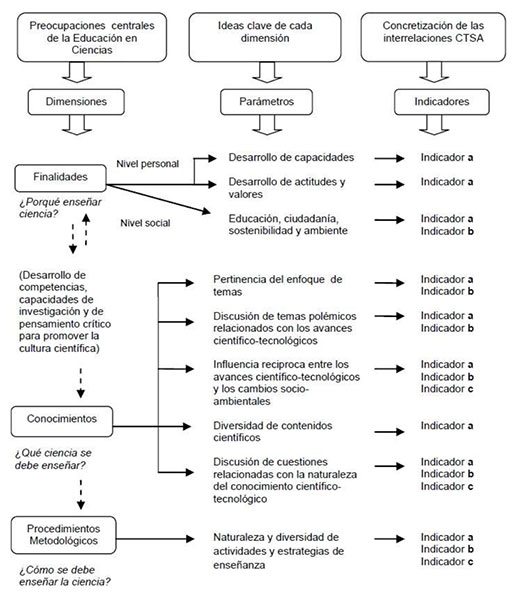 Preocupaciones centrales
de la Educación en
Ciencias
Ideas clave de cada
dimensión
Concretización de las
interrelaciones CTSA
Dimensiones
Parámetros
Indicadores
Finalidades
¿Porqué enseñar
ciencia?
Nivel personal
Nivel social
Desarrollo de capacidades
Indicador a
Desarrollo de actitudes y
valores
Indicador a
Educación, ciudadanía,
sostenibilidad y ambiente
Indicador a
Indicador b
(Desarrollo de
competencias,
capacidades de
investigación y de
pensamiento crítico
para promover la
cultura científica)
Pertinencia del enfoque de
temas
Indicador a
Indicador b
Discusión de temas polémicos
relacionados con los avances
científico-tecnológicos
Indicador a
Indicador b
Influencia reciproca entre los
avances científico-tecnológicos
y los cambios socio-
ambientales
Indicador a
Indicador b
Indicador c
Conocimientos
¿Qué ciencia se
debe enseñar?
Diversidad de contenidos
científicos
Indicador a
Discusión de cuestiones
relacionadas con la naturaleza
del conocimiento científico-
tecnológico
Indicador a
Indicador b
Indicador c
Procedimientos
Metodológicos
¿Cómo se debe
enseñar la ciencia?
Naturaleza y diversidad de
actividades y estrategias de
enseñanza
Indicador a
Indicador b
Indicador c